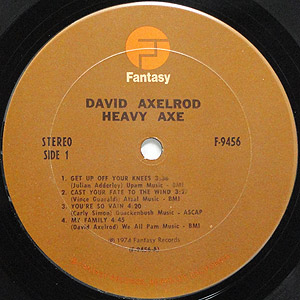 Fantasy
DAVID AXELROD
HEAVY AXE
STEREO F-9456
SIDE 1
1. GET UP OFF YOUR KNEES 3:36
(Julian Adderley) Upam Music - BMI
2. CAST YOUR FATE TO THE WIND
(Vince Guaraldi) Atzal Music - BMI
3. YOU'RE SO VAIN 4:20
(Carly Simon) Quackenbush Music - ASCAP
4. MY FAMILY 4:45
(David Axelrod) We All Pam Music - BMI
℗ 1974 Fantasy Records
(F-9456-A)